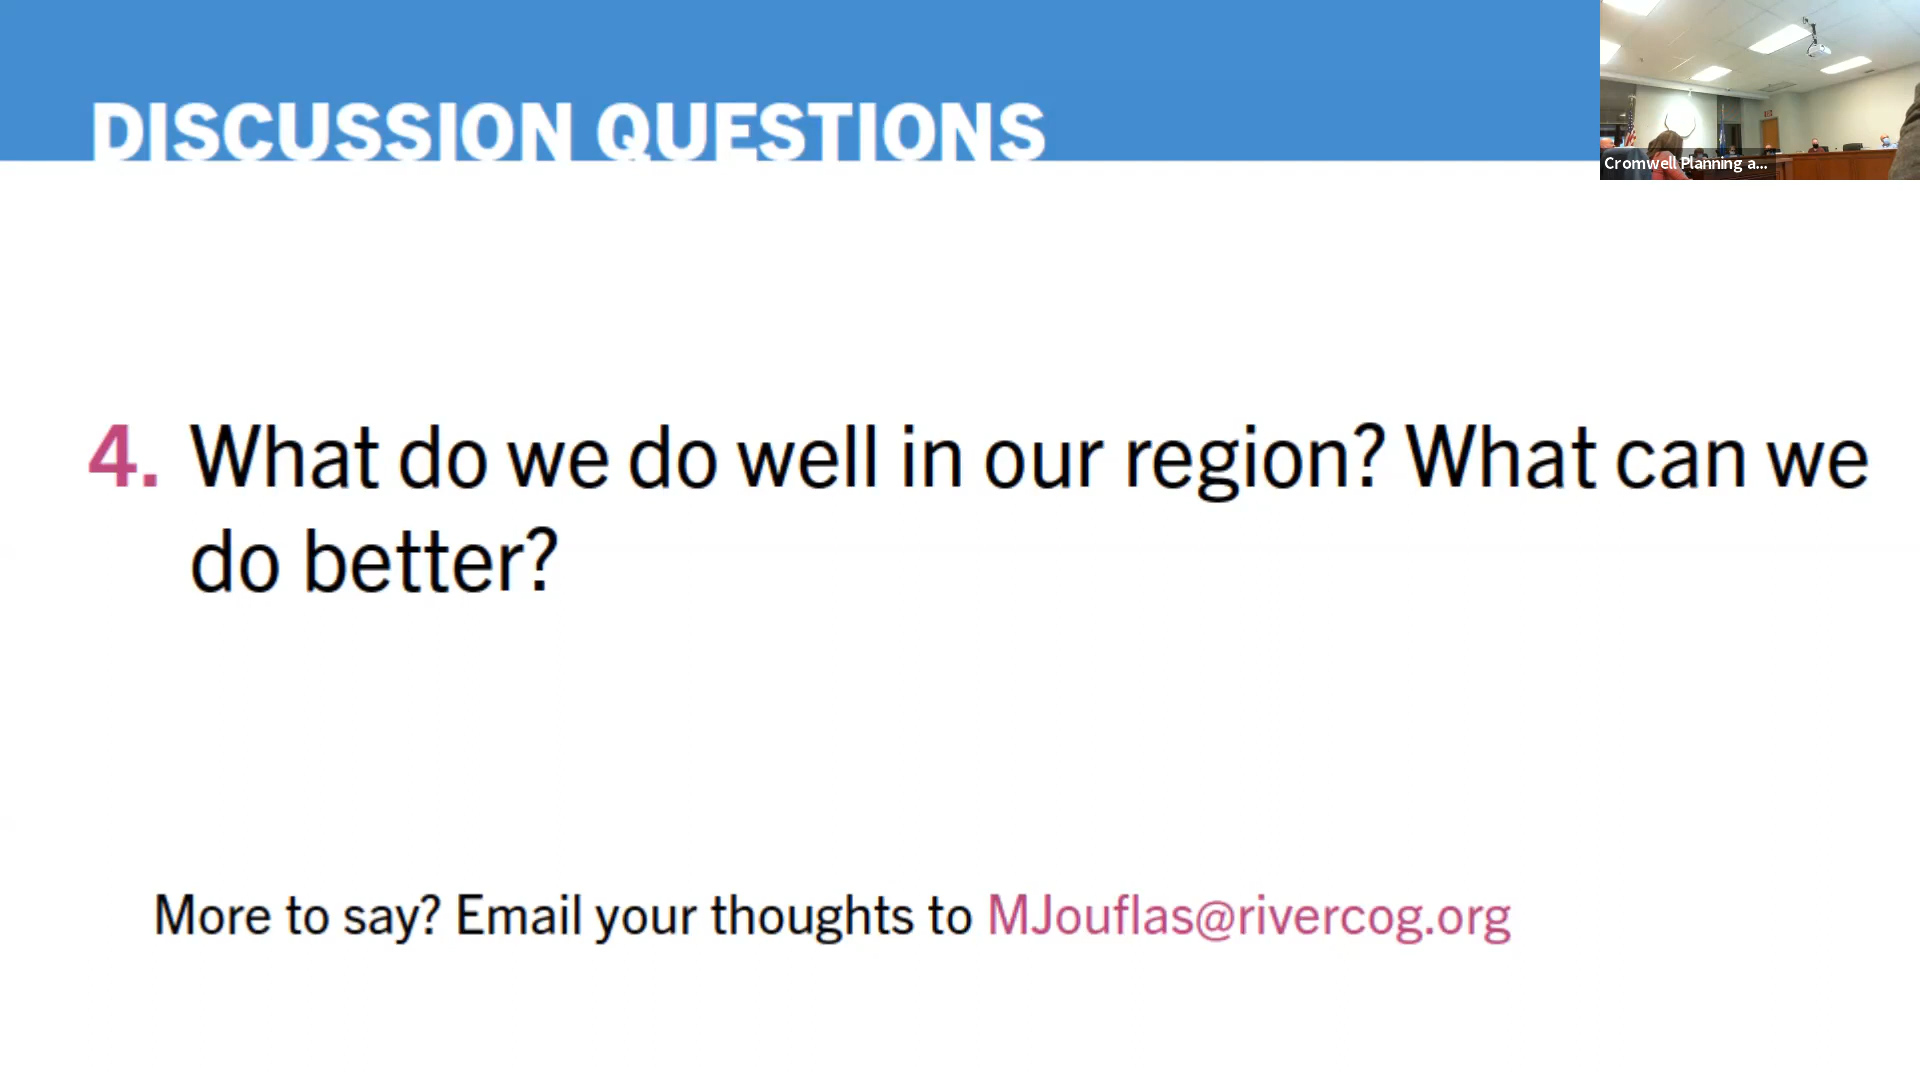 DISCUSSION QUESTIONS
Cromwell Planning a...
4. What do we do well in our region? What can we
do better?
More to say? Email your thoughts to MJouflas@rivercog.org